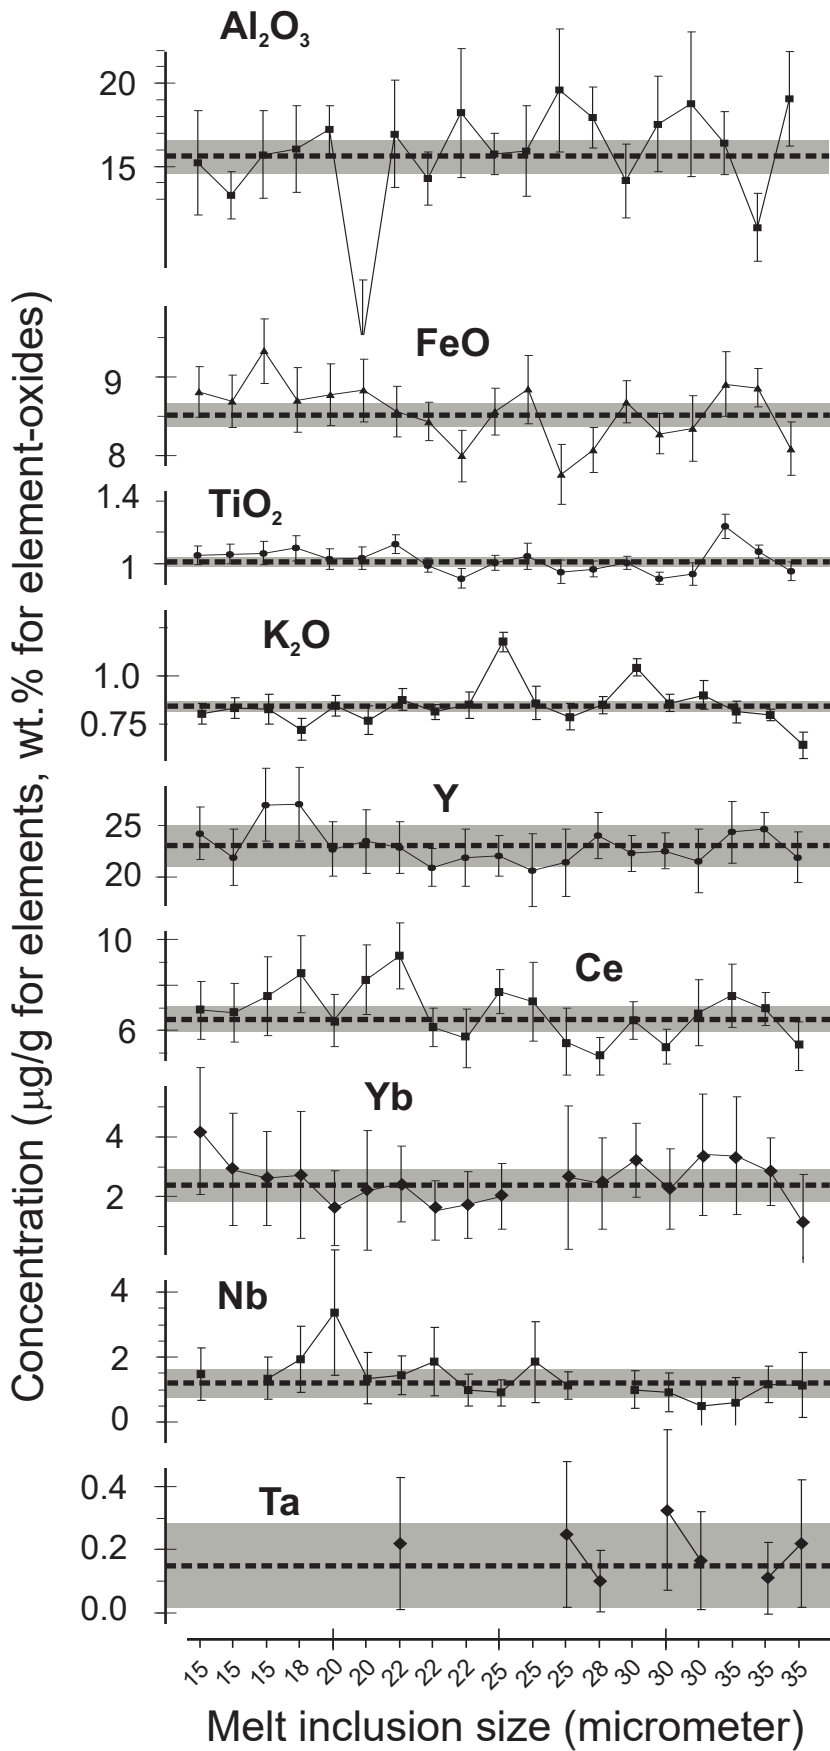 Al₂O₃
20
15
FeO
9
8
1.4
TiO₂
1
K₂O
1.0
0.75
Y
25
20
10
Ce
6
Yb
4
2
4
Nb
2
0
0.4
Ta
0.2
0.0
15 15 15 18 20 20 22 22 22 25 25 25 28 30 30 30 35 35 35
Melt inclusion size (micrometer)
Concentration (µg/g for elements, wt.% for element-oxides)